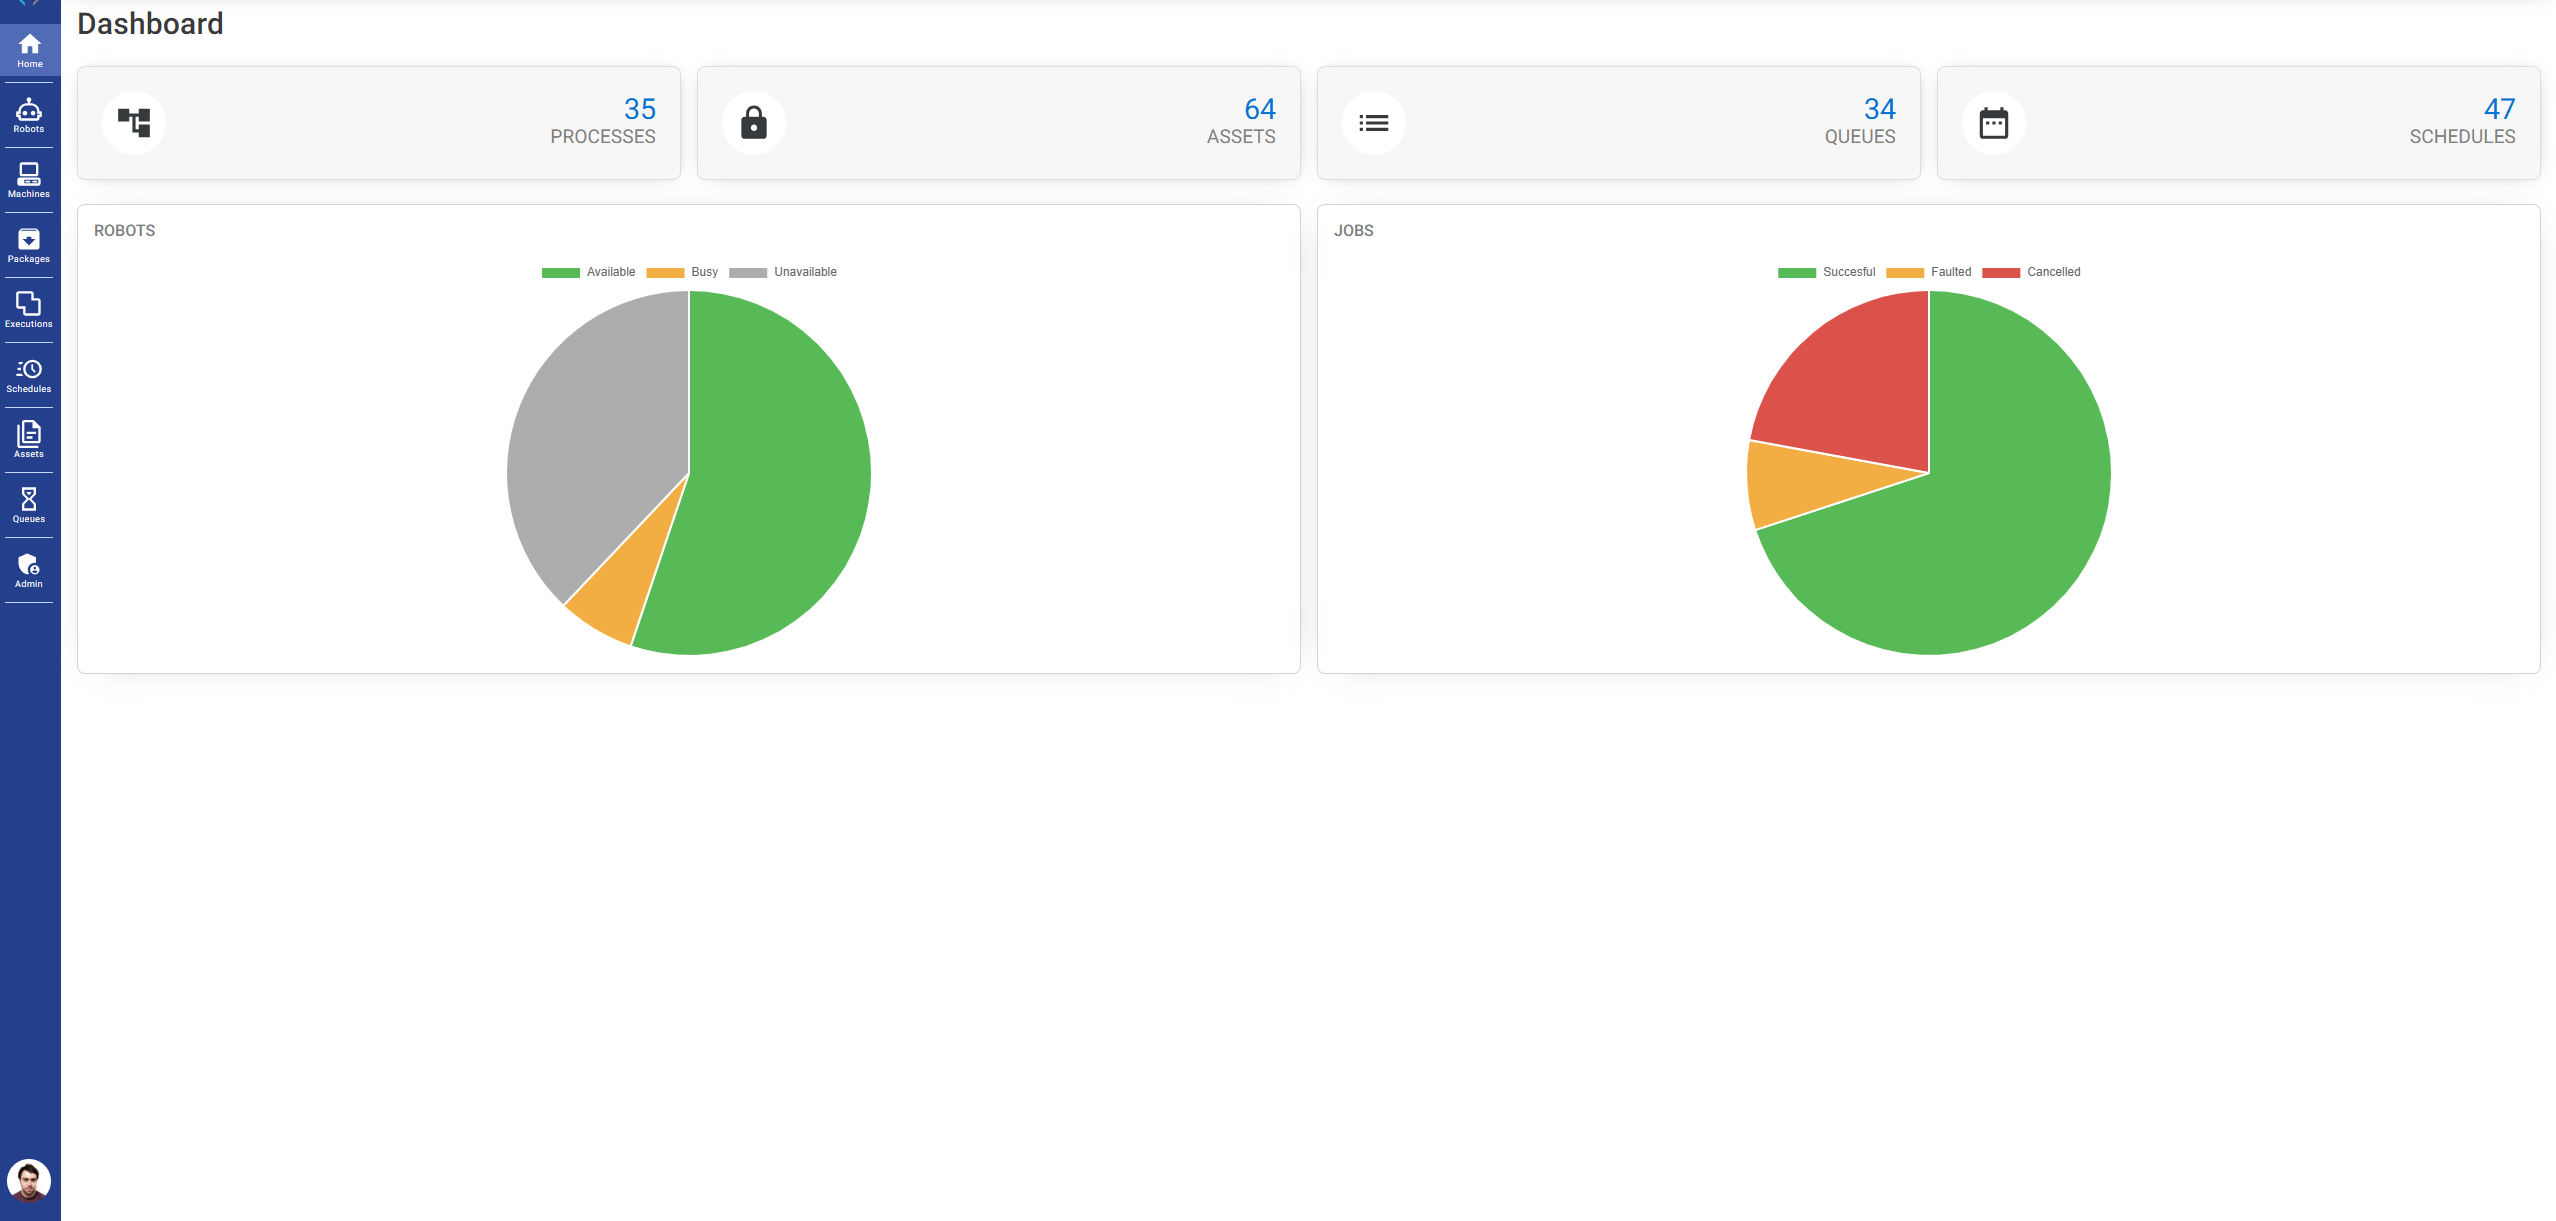 Dashboard
Home
Robots
Machines
Packages
Executions
Schedules
Assets
Queues
Admin
35
PROCESSES
64
ASSETS
34
QUEUES
47
SCHEDULES
ROBOTS
Available Busy Unavailable
JOBS
Succesful Faulted Cancelled